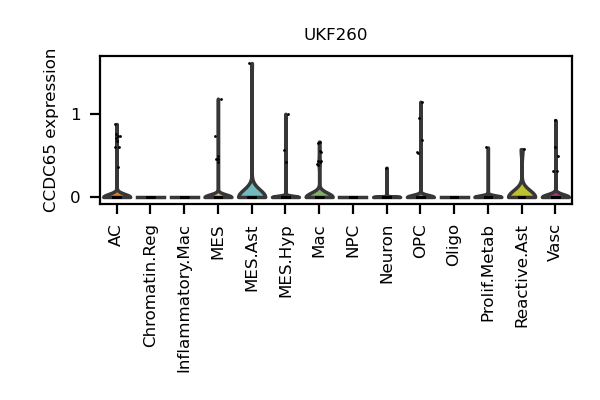 UKF260
CCDC65 expression
1
0
AC
Chromatin.Reg
Inflammatory.Mac
MES
MES.Ast
MES.Hyp
Mac
NPC
Neuron
OPC
Oligo
Prolif.Metab
Reactive.Ast
Vasc